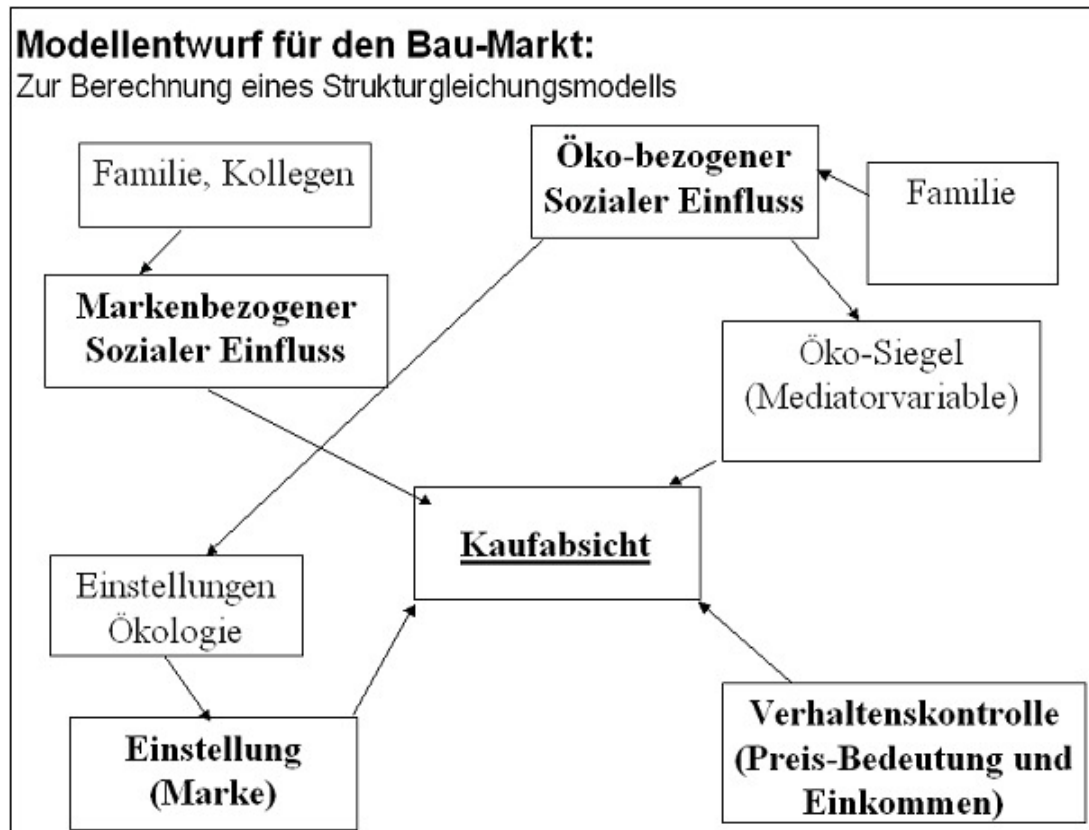 Modellentwurf für den Bau-Markt:
Zur Berechnung eines Strukturgleichungsmodells
Familie, Kollegen
Öko-bezogener
Sozialer Einfluss
Familie
Markenbezogener
Sozialer Einfluss
Öko-Siegel
(Mediatorvariable)
Kaufabsicht
Einstellungen
Ökologie
Einstellung
(Marke)
Verhaltenskontrolle
(Preis-Bedeutung und
Einkommen)